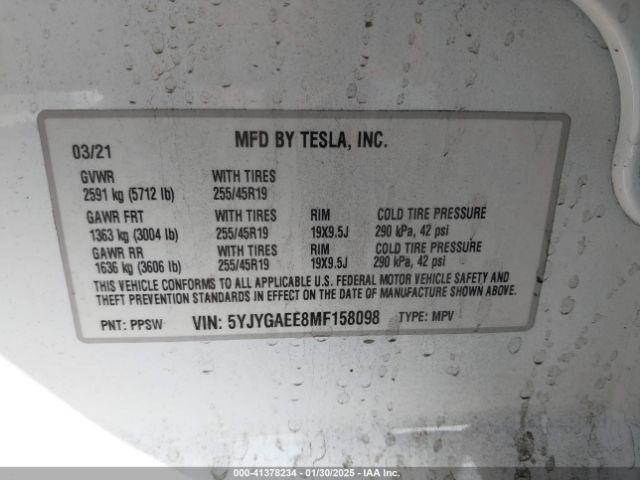 MFD BY TESLA, INC.
03/21
GVWR WITH TIRES
2591 kg (5712 lb) 255/45R19
GAWR FRT WITH TIRES RIM COLD TIRE PRESSURE
1363 kg (3004 lb) 255/45R19 19X9.5J 290 kPa, 42 psi
GAWR RR WITH TIRES RIM COLD TIRE PRESSURE
1636 kg (3606 lb) 255/45R19 19X9.5J 290 kPa, 42 psi
THIS VEHICLE CONFORMS TO ALL APPLICABLE U.S. FEDERAL MOTOR VEHICLE SAFETY AND
THEFT PREVENTION STANDARDS IN EFFECT ON THE DATE OF MANUFACTURE SHOWN ABOVE.
PNT: PPSW VIN: 5YJYGAEE8MF158098 TYPE: MPV
000-41378234 - 01/30/2025 - IAA Inc.